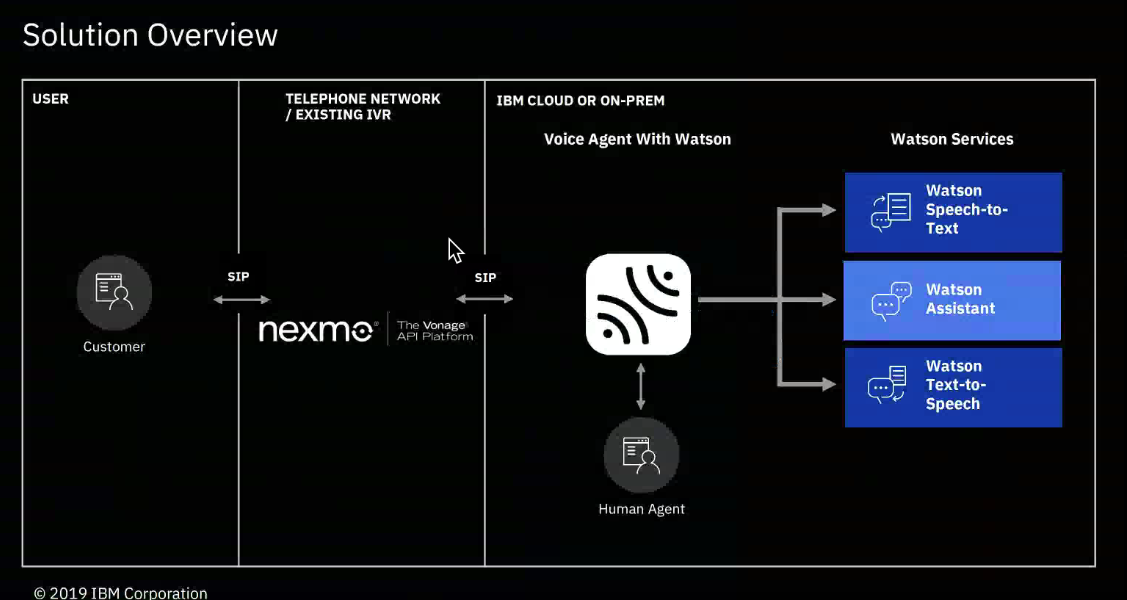 Solution Overview
USER
TELEPHONE NETWORK
/ EXISTING IVR
IBM CLOUD OR ON-PREM
Voice Agent With Watson
Watson Services
Watson
Speech-to-
Text
SIP
SIP
Watson
Assistant
nexmo
The Vonage®
API Platform
Customer
Watson
Text-to-
Speech
Human Agent
© 2019 IBM Corporation